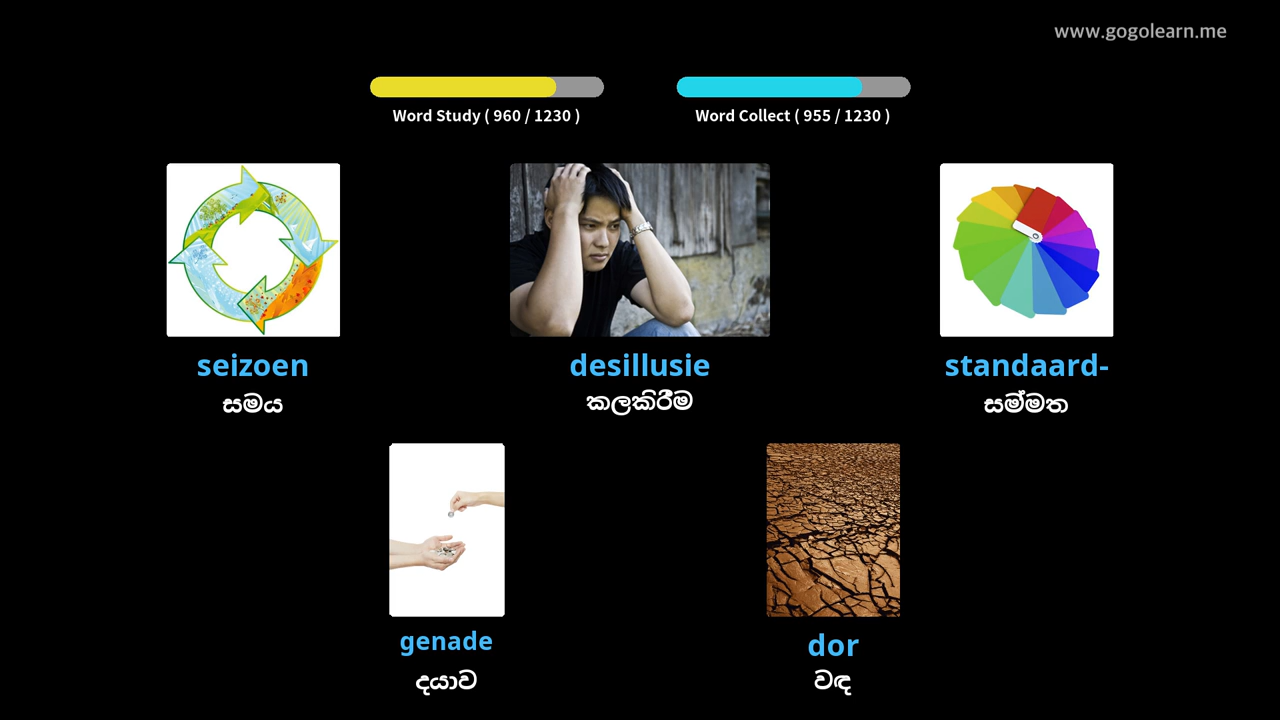 www.gogolearn.me
Word Study ( 960 / 1230 )
Word Collect ( 955 / 1230 )
seizoen
සමය
desillusie
කලකිරීම
standaard-
සම්මත
genade
දයාව
dor
වඳ